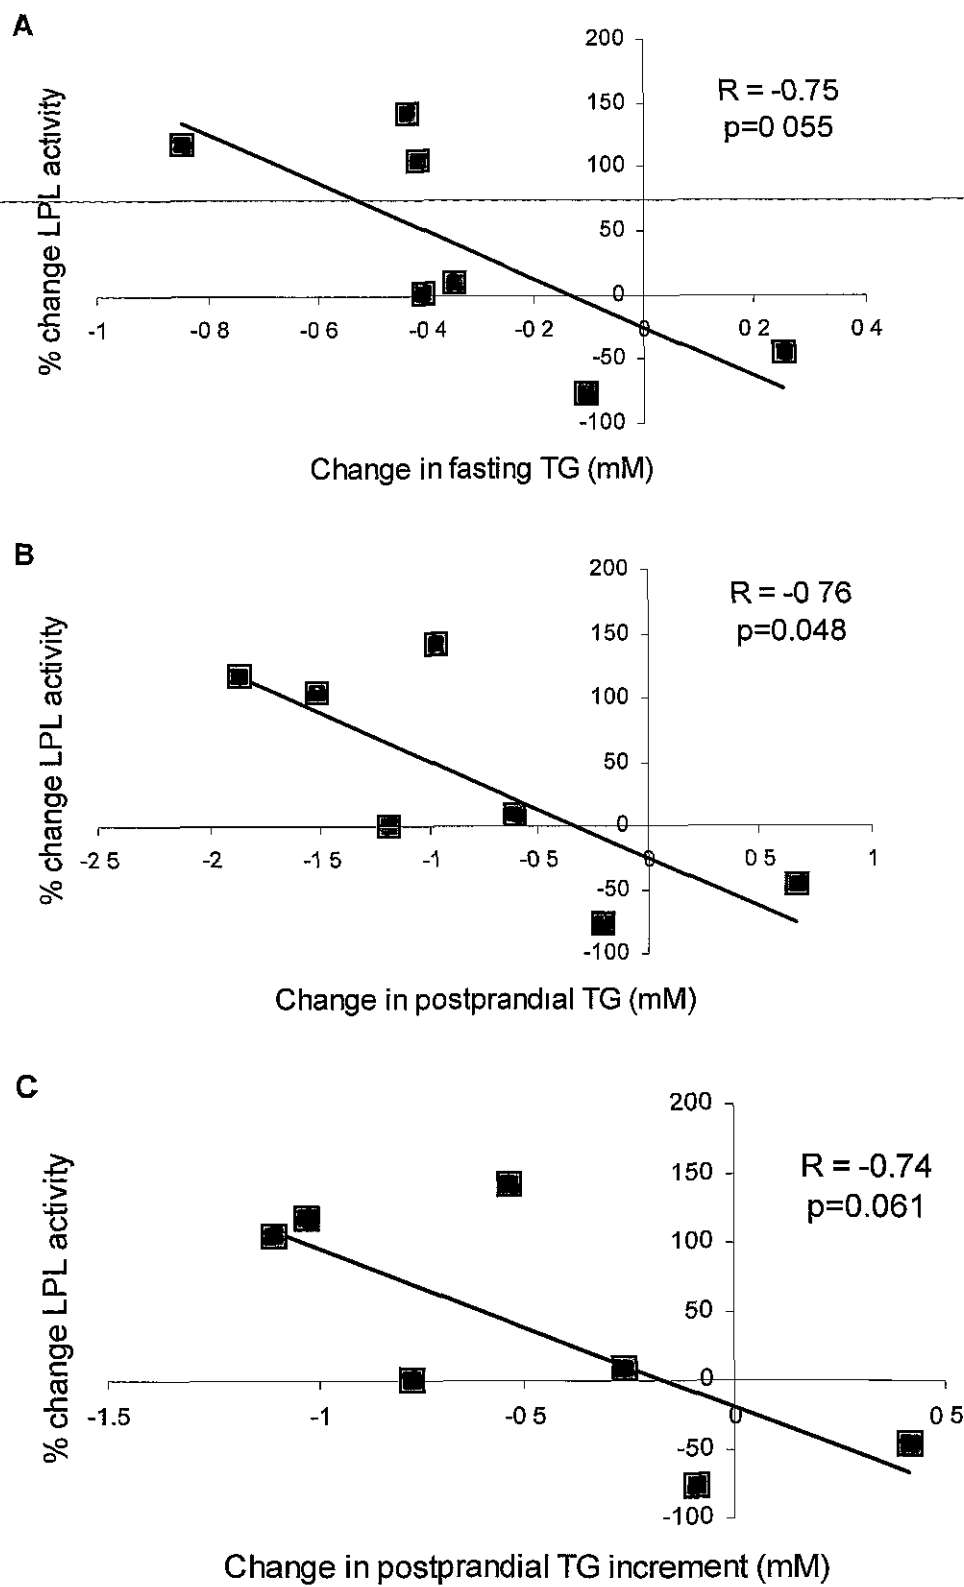 A
% change LPL activity
200
150
100
50
0
-50
-100
-1
-0 8
-0 6
-0 4
-0 2
0
0 2
0 4
R = -0.75
p=0 055
Change in fasting TG (mM)
B
% change LPL activity
200
150
100
50
0
-50
-100
-2 5
-2
-1 5
-1
-0 5
0
0 5
1
R = -0 76
p=0.048
Change in postprandial TG (mM)
C
% change LPL activity
200
150
100
50
0
-50
-100
-1.5
-1
-0 5
0
0 5
R = -0.74
p=0.061
Change in postprandial TG increment (mM)